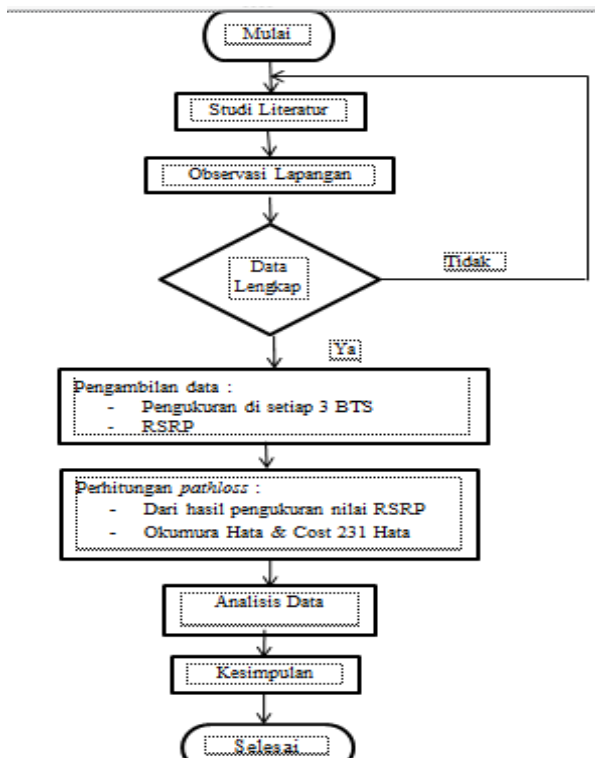 Mulai
Studi Literatur
Observasi Lapangan
Data
Lengkap
Tidak
Ya
Pengambilan data :
- Pengukuran di setiap 3 BTS
- RSRP
Perhitungan pathloss :
- Dari hasil pengukuran nilai RSRP
- Okumura Hata & Cost 231 Hata
Analisis Data
Kesimpulan
Selesai